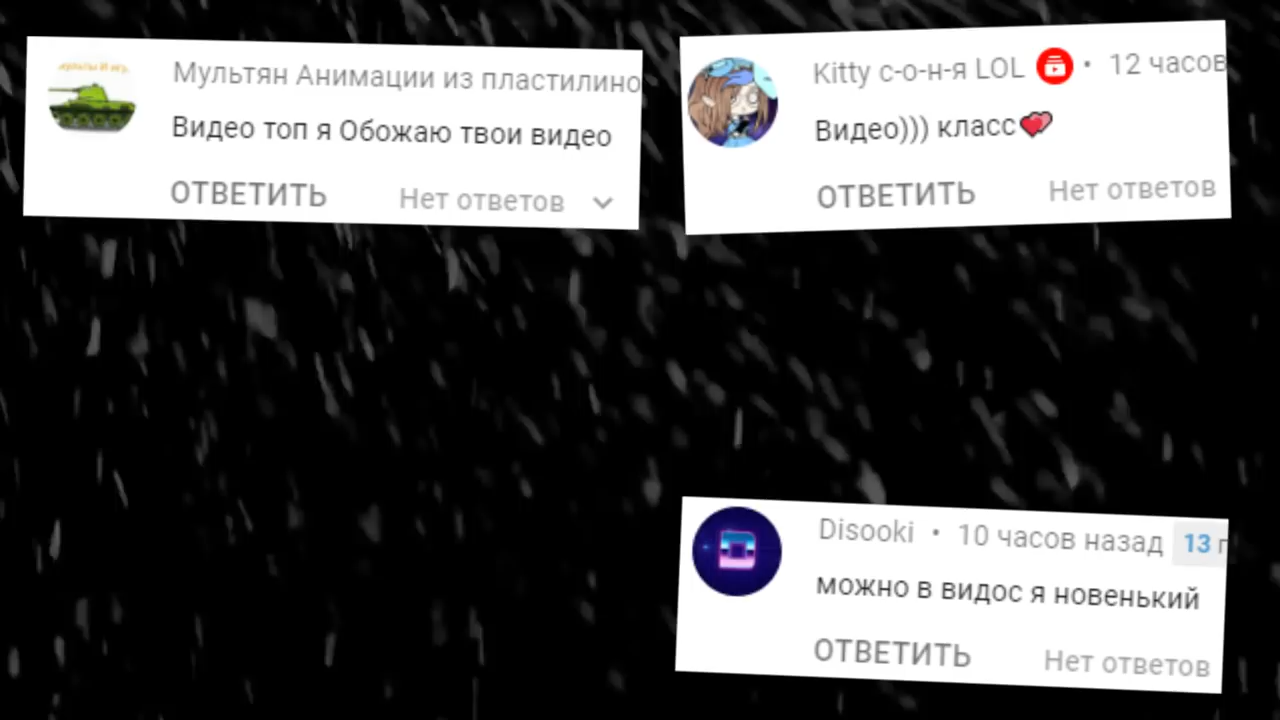 Мультян Анимации из пластилино
Видео топ я Обожаю твои видео
ОТВЕТИТЬ Нет ответов
Kitty с-о-н-я LOL • 12 часов
Видео))) класс💕
ОТВЕТИТЬ Нет ответов
Disooki • 10 часов назад 13
можно в видос я новенький
ОТВЕТИТЬ Нет ответов